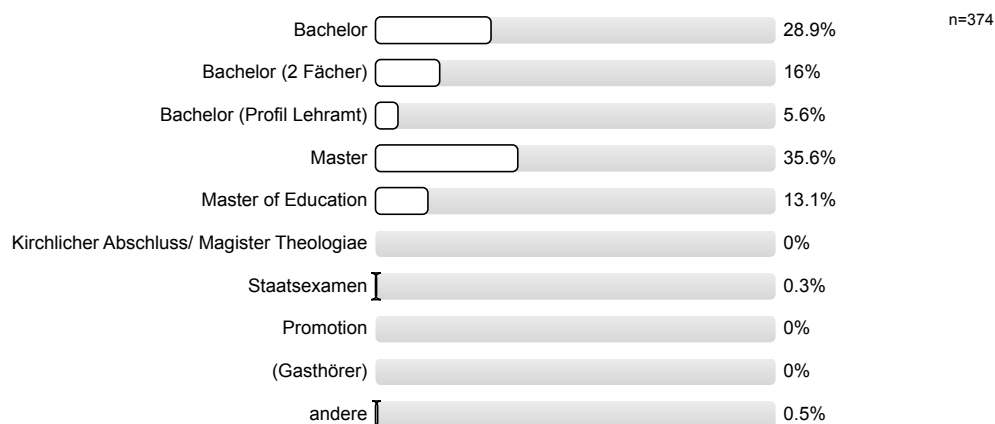 n=374
Bachelor 28.9%
Bachelor (2 Fächer) 16%
Bachelor (Profil Lehramt) 5.6%
Master 35.6%
Master of Education 13.1%
Kirchlicher Abschluss/ Magister Theologiae 0%
Staatsexamen 0.3%
Promotion 0%
(Gasthörer) 0%
andere 0.5%